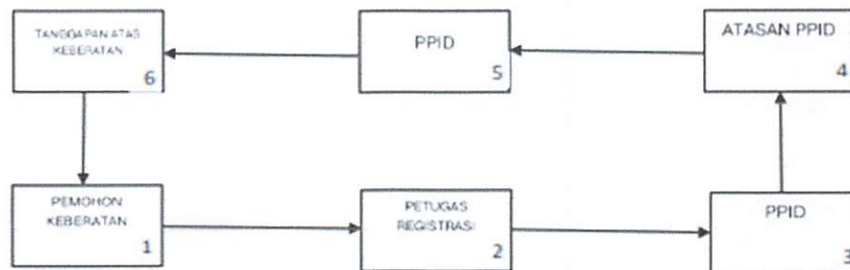 TANGGAPAN ATAS
KEBERATAN
6
PPID
5
ATASAN PPID
4
PEMOHON
KEBERATAN
1
PETUGAS
REGISTRASI
2
PPID
3